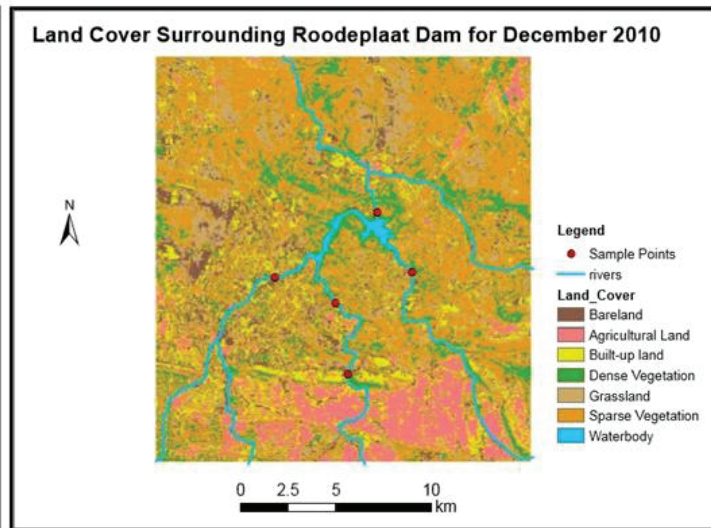 Land Cover Surrounding Roodeplaat Dam for December 2010
N
Legend
Sample Points
rivers
Land_Cover
Bareland
Agricultural Land
Built-up land
Dense Vegetation
Grassland
Sparse Vegetation
Waterbody
0 2.5 5 10
km